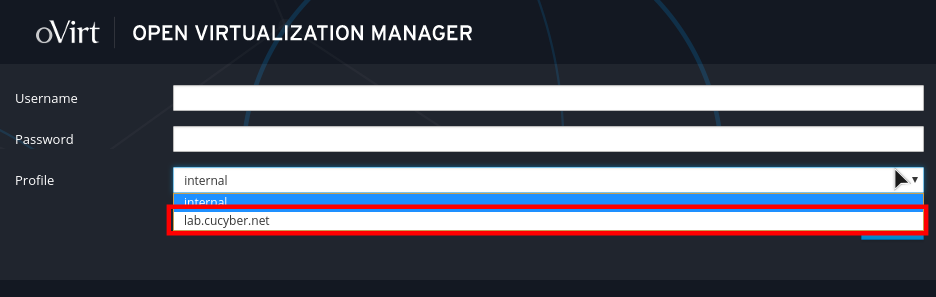 oVirt OPEN VIRTUALIZATION MANAGER
Username
Password
Profile internal
internal
lab.cucyber.net